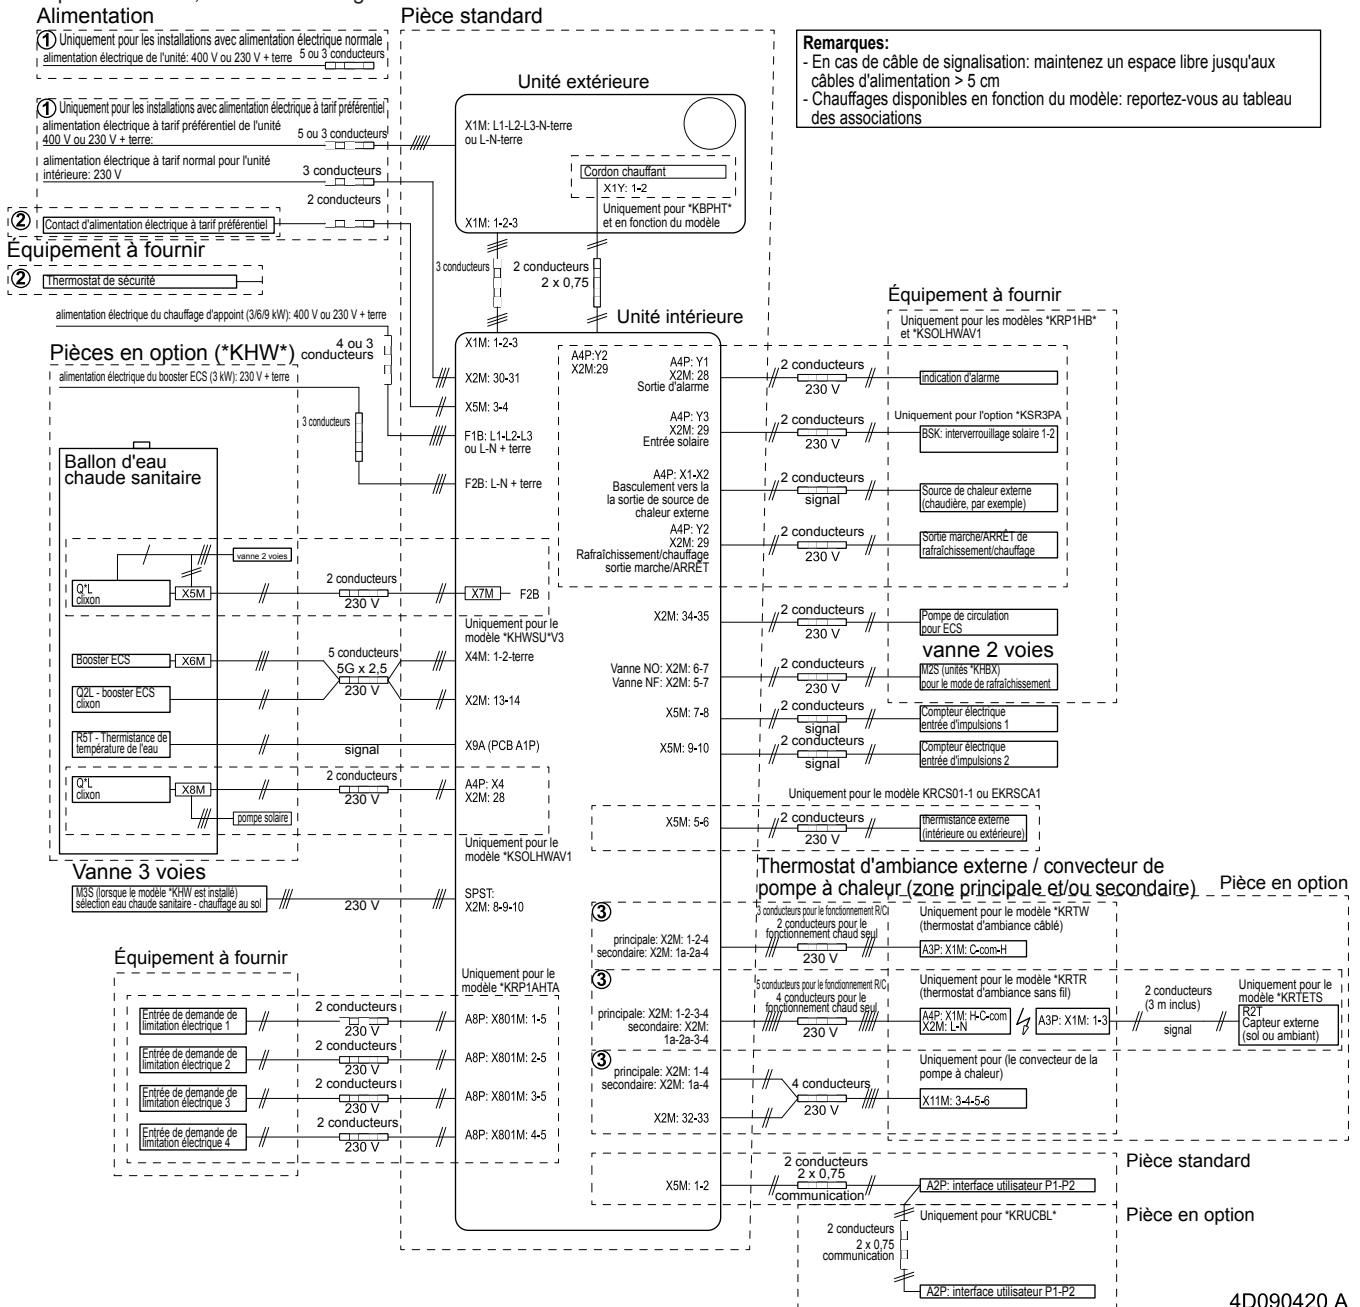 Alimentation
① Uniquement pour les installations avec alimentation électrique normale
alimentation électrique de l'unité: 400 V ou 230 V + terre
5 ou 3 conducteurs
① Uniquement pour les installations avec alimentation électrique à tarif préférentiel
alimentation électrique à tarif préférentiel de l'unité
400 V ou 230 V + terre:
5 ou 3 conducteurs
alimentation électrique à tarif normal pour l'unité
intérieure: 230 V
3 conducteurs
2 conducteurs
② Contact d'alimentation électrique à tarif préférentiel
Équipement à fournir
② Thermostat de sécurité
Pièce standard
Unité extérieure
X1M: L1-L2-L3-N-terre
ou L-N-terre
Cordon chauffant
X1Y: 1-2
Uniquement pour *KBPHT*
et en fonction du modèle
X1M: 1-2-3
3 conducteurs
2 conducteurs
2 x 0,75
Remarques:
- En cas de câble de signalisation: maintenez un espace libre jusqu'aux
câbles d'alimentation > 5 cm
- Chauffages disponibles en fonction du modèle: reportez-vous au tableau
des associations
alimentation électrique du chauffage d'appoint (3/6/9 kW): 400 V ou 230 V + terre
4 ou 3
conducteurs
Pièces en option (*KHW*)
alimentation électrique du booster ECS (3 kW): 230 V + terre
3 conducteurs
Ballon d'eau
chaude sanitaire
vanne 2 voies
Q*L
clixon
X5M
2 conducteurs
230 V
Booster ECS
X6M
5 conducteurs
5G x 2,5
230 V
Q2L - booster ECS
clixon
R5T - Thermistance de
température de l'eau
signal
Q*L
clixon
X8M
2 conducteurs
230 V
pompe solaire
Vanne 3 voies
M3S (lorsque le modèle *KHW est installé)
sélection eau chaude sanitaire - chauffage au sol
230 V
Équipement à fournir
Entrée de demande de
limitation électrique 1
2 conducteurs
230 V
Entrée de demande de
limitation électrique 2
2 conducteurs
230 V
Entrée de demande de
limitation électrique 3
2 conducteurs
230 V
Entrée de demande de
limitation électrique 4
2 conducteurs
230 V
Unité intérieure
X1M: 1-2-3
X2M: 30-31
X5M: 3-4
F1B: L1-L2-L3
ou L-N + terre
F2B: L-N + terre
X7M
F2B
Uniquement pour le
modèle *KHWSU*V3
X4M: 1-2-terre
X2M: 13-14
X9A (PCB A1P)
A4P: X4
X2M: 28
Uniquement pour le
modèle *KSOLHWAV1
SPST:
X2M: 8-9-10
Uniquement pour le
modèle *KRP1AHTA
A8P: X801M: 1-5
A8P: X801M: 2-5
A8P: X801M: 3-5
A8P: X801M: 4-5
A4P:Y2
X2M:29
A4P: Y1
X2M: 28
Sortie d'alarme
A4P: Y3
X2M: 29
Entrée solaire
A4P: X1-X2
Basculement vers la
la sortie de source de
chaleur externe
A4P: Y2
X2M: 29
Rafraîchissement/chauffage
sortie marche/ARRÊT
X2M: 34-35
Vanne NO: X2M: 6-7
Vanne NF: X2M: 5-7
X5M: 7-8
X5M: 9-10
X5M: 5-6
Équipement à fournir
Uniquement pour les modèles *KRP1HB*
et *KSOLHWAV1
2 conducteurs
230 V
indication d'alarme
Uniquement pour l'option *KSR3PA
2 conducteurs
230 V
BSK: interverrouillage solaire 1-2
2 conducteurs
signal
Source de chaleur externe
(chaudière, par exemple)
2 conducteurs
230 V
Sortie marche/ARRÊT de
rafraîchissement/chauffage
2 conducteurs
230 V
Pompe de circulation
pour ECS
vanne 2 voies
2 conducteurs
230 V
M2S (unités *KHBX)
pour le mode de rafraîchissement
2 conducteurs
signal
Compteur électrique
entrée d'impulsions 1
2 conducteurs
signal
Compteur électrique
entrée d'impulsions 2
Uniquement pour le modèle KRCS01-1 ou EKRSCA1
2 conducteurs
230 V
thermistance externe
(intérieure ou extérieure)
Thermostat d'ambiance externe / convecteur de
pompe à chaleur (zone principale et/ou secondaire)
Pièce en option
③
principale: X2M: 1-2-4
secondaire: X2M: 1a-2a-4
3 conducteurs pour le fonctionnement R/C
2 conducteurs pour le
fonctionnement chaud seul
230 V
Uniquement pour le modèle *KRTW
(thermostat d'ambiance câblé)
A3P: X1M: C-com-H
③
principale: X2M: 1-2-3-4
secondaire: X2M:
1a-2a-3-4
5 conducteurs pour le fonctionnement R/C
4 conducteurs pour le
fonctionnement chaud seul
230 V
Uniquement pour le modèle *KRTR
(thermostat d'ambiance sans fil)
A4P: X1M: H-C-com
X2M: L-N
A3P: X1M: 1-3
2 conducteurs
(3 m inclus)
signal
Uniquement pour le
modèle *KRTETS
R2T
Capteur externe
(sol ou ambiant)
③
principale: X2M: 1-4
secondaire: X2M: 1a-4
X2M: 32-33
4 conducteurs
230 V
Uniquement pour (le convecteur de la
pompe à chaleur)
X11M: 3-4-5-6
X5M: 1-2
2 conducteurs
2 x 0,75
communication
A2P: interface utilisateur P1-P2
Pièce standard
Uniquement pour *KRUCBL*
Pièce en option
2 conducteurs
2 x 0,75
communication
A2P: interface utilisateur P1-P2
4D090420 A